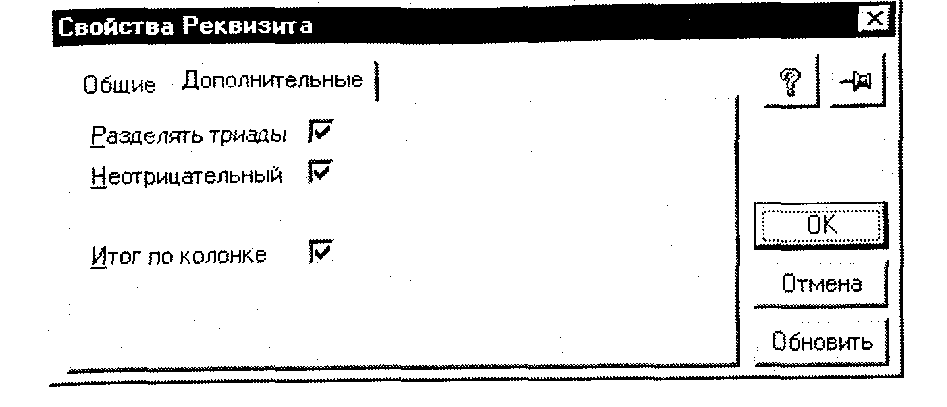 Свойства Реквизита
Общие Дополнительные
Разделять триады
Неотрицательный
Итог по колонке
OK
Отмена
Обновить